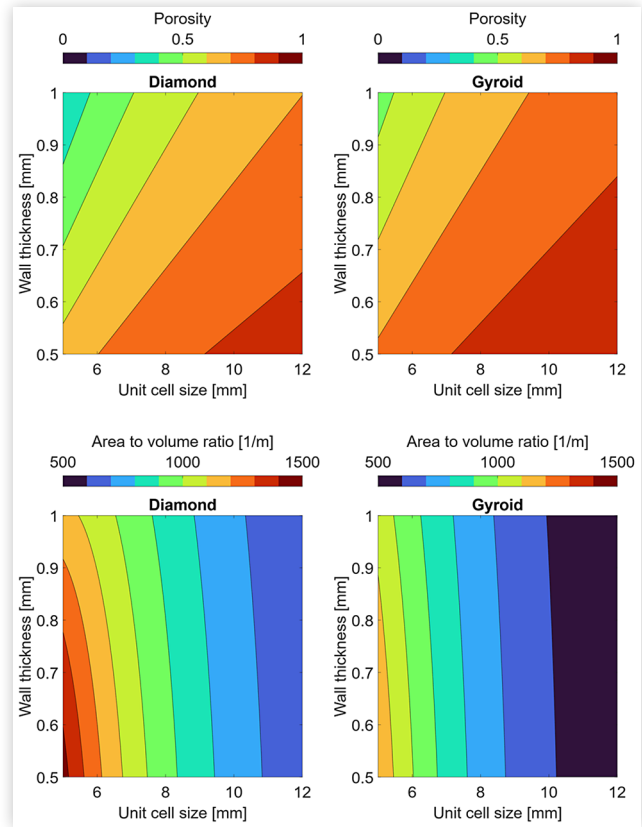 Porosity Porosity
0 0.5 1 0 0.5 1
Diamond Gyroid
1 1
0.9 0.9
0.8 0.8
0.7 0.7
0.6 0.6
0.5 0.5
Wall thickness [mm] Wall thickness [mm]
6 8 10 12 6 8 10 12
Unit cell size [mm] Unit cell size [mm]
Area to volume ratio [1/m] Area to volume ratio [1/m]
500 1000 1500 500 1000 1500
Diamond Gyroid
1 1
0.9 0.9
0.8 0.8
0.7 0.7
0.6 0.6
0.5 0.5
Wall thickness [mm] Wall thickness [mm]
6 8 10 12 6 8 10 12
Unit cell size [mm] Unit cell size [mm]